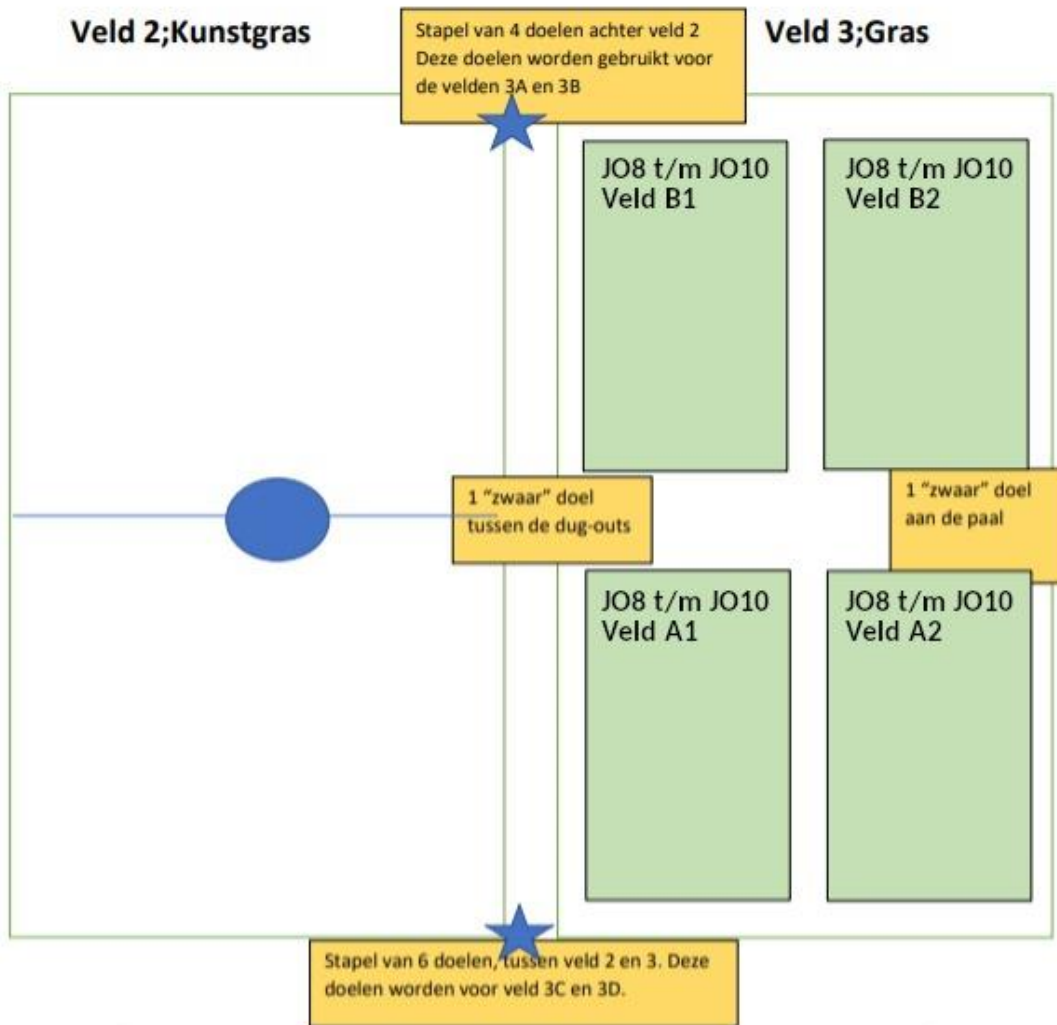 Veld 2;Kunstgras
Stapel van 4 doelen achter veld 2
Deze doelen worden gebruikt voor
de velden 3A en 3B
Veld 3;Gras
JO8 t/m JO10
Veld B1
JO8 t/m JO10
Veld B2
1 “zwaar” doel
tussen de dug-outs
1 “zwaar” doel
aan de paal
JO8 t/m JO10
Veld A1
JO8 t/m JO10
Veld A2
Stapel van 6 doelen, tussen veld 2 en 3. Deze
doelen worden voor veld 3C en 3D.